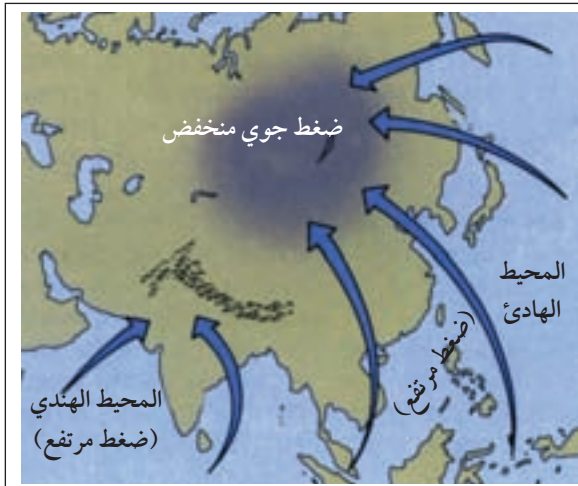 ضغط جوي منخفض
المحيط
الهادئ
(ضغط مرتفع)
المحيط الهندي
(ضغط مرتفع)